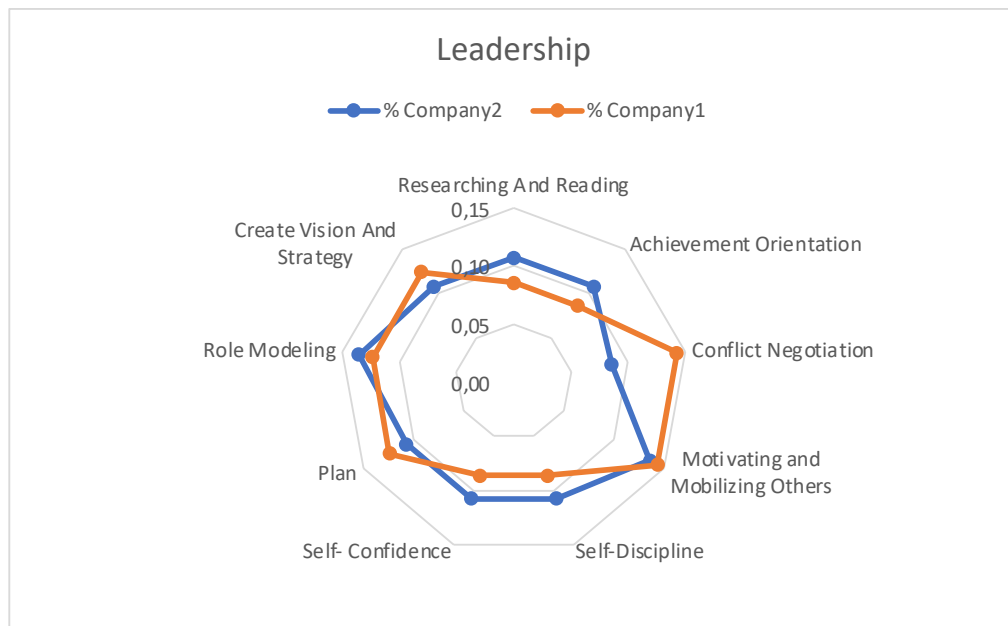 Leadership
% Company2
% Company1
Researching And Reading
0,15
Create Vision And
Strategy
Achievement Orientation
0,10
0,05
Role Modeling
Conflict Negotiation
0,00
Plan
Motivating and
Mobilizing Others
Self- Confidence
Self-Discipline